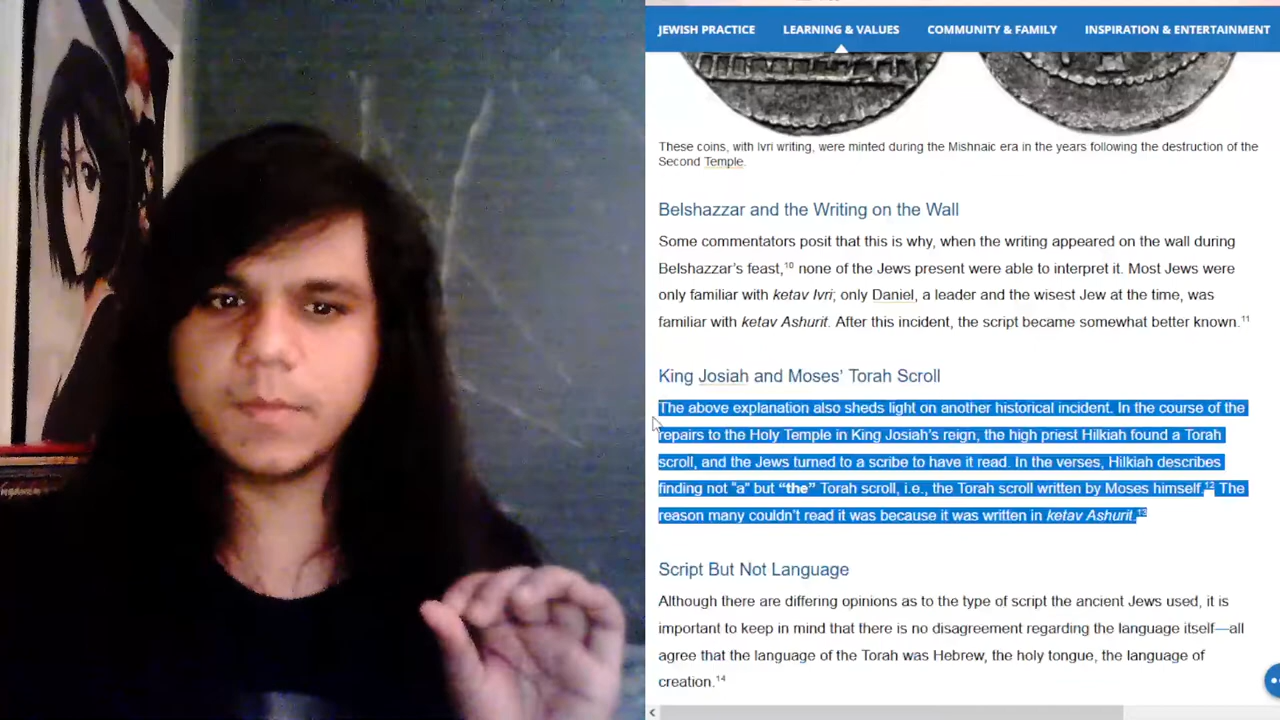 JEWISH PRACTICE LEARNING & VALUES COMMUNITY & FAMILY INSPIRATION & ENTERTAINMENT
These coins, with Ivri writing, were minted during the Mishnaic era in the years following the destruction of the
Second Temple.
Belshazzar and the Writing on the Wall
Some commentators posit that this is why, when the writing appeared on the wall during
Belshazzar's feast,10 none of the Jews present were able to interpret it. Most Jews were
only familiar with ketav Ivri; only Daniel, a leader and the wisest Jew at the time, was
familiar with ketav Ashurit. After this incident, the script became somewhat better known.11
King Josiah and Moses' Torah Scroll
The above explanation also sheds light on another historical incident. In the course of the
repairs to the Holy Temple in King Josiah's reign, the high priest Hilkiah found a Torah
scroll, and the Jews turned to a scribe to have it read. In the verses, Hilkiah describes
finding not "a" but "the" Torah scroll, i.e., the Torah scroll written by Moses himself.12 The
reason many couldn't read it was because it was written in ketav Ashurit.13
Script But Not Language
Although there are differing opinions as to the type of script the ancient Jews used, it is
important to keep in mind that there is no disagreement regarding the language itself—all
agree that the language of the Torah was Hebrew, the holy tongue, the language of
creation.14